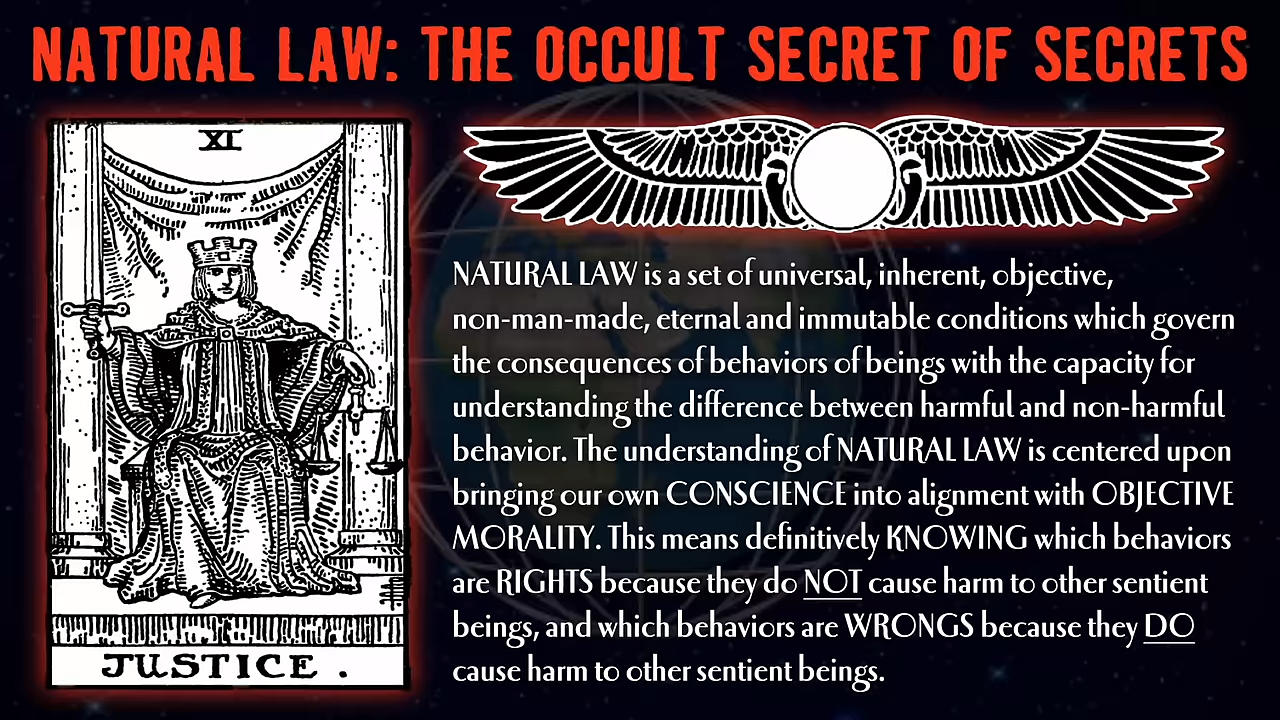 NATURAL LAW: THE OCCULT SECRET OF SECRETS
XI
JUSTICE.
NATURAL LAW is a set of universal, inherent, objective,
non-man-made, eternal and immutable conditions which govern
the consequences of behaviors of beings with the capacity for
understanding the difference between harmful and non-harmful
behavior. The understanding of NATURAL LAW is centered upon
bringing our own CONSCIENCE into alignment with OBJECTIVE
MORALITY. This means definitively KNOWING which behaviors
are RIGHTS because they do NOT cause harm to other sentient
beings, and which behaviors are WRONGS because they DO
cause harm to other sentient beings.